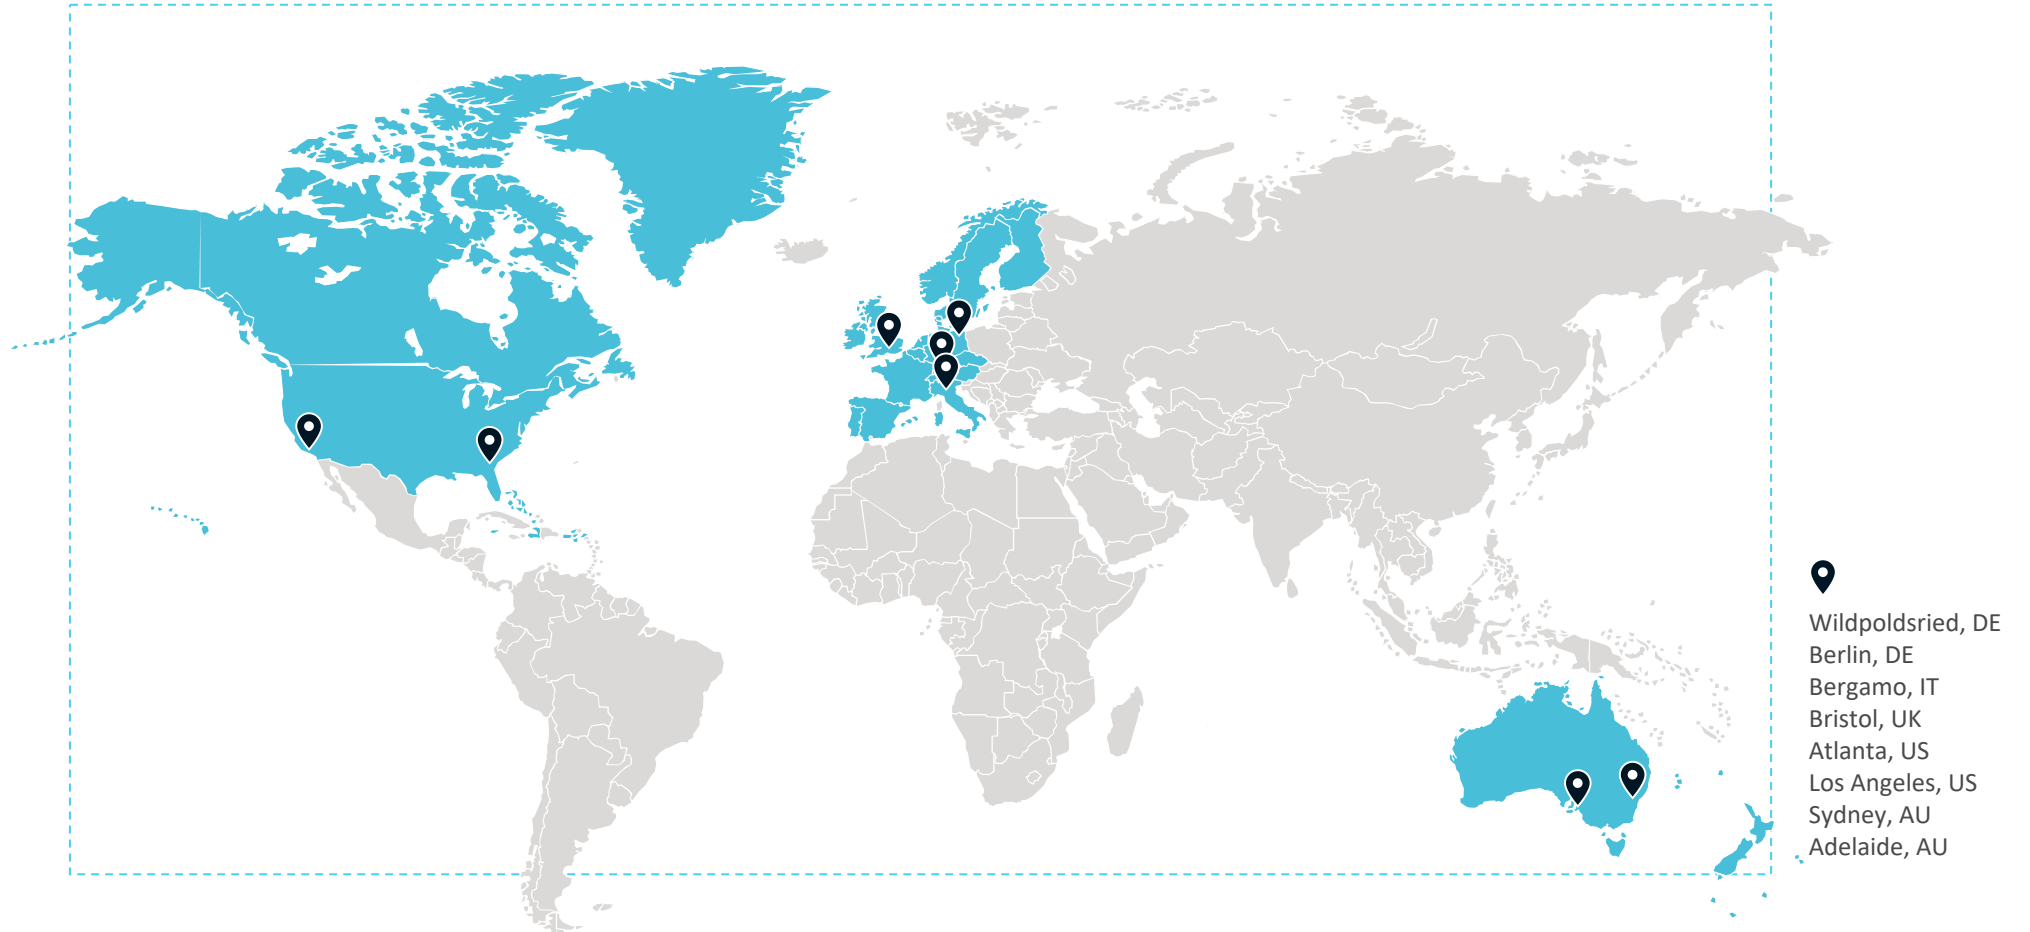 Wildpoldsried, DE
Berlin, DE
Bergamo, IT
Bristol, UK
Atlanta, US
Los Angeles, US
Sydney, AU
Adelaide, AU